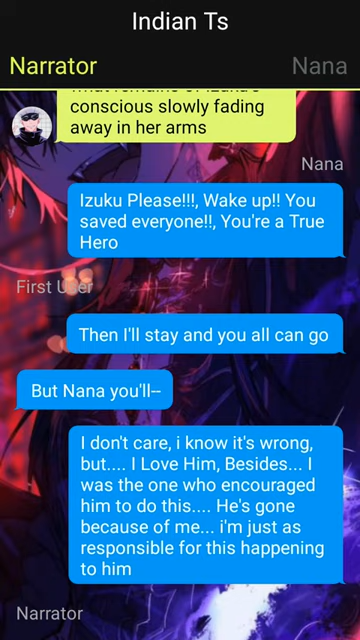 Indian Ts
Narrator
Nana
conscious slowly fading
away in her arms
Nana
Izuku Please!!!, Wake up!! You
saved everyone!!, You're a True
Hero
First User
Then I'll stay and you all can go
But Nana you'll--
I don't care, i know it's wrong,
but.... I Love Him, Besides... I
was the one who encouraged
him to do this.... He's gone
because of me... i'm just as
responsible for this happening
to him
Narrator